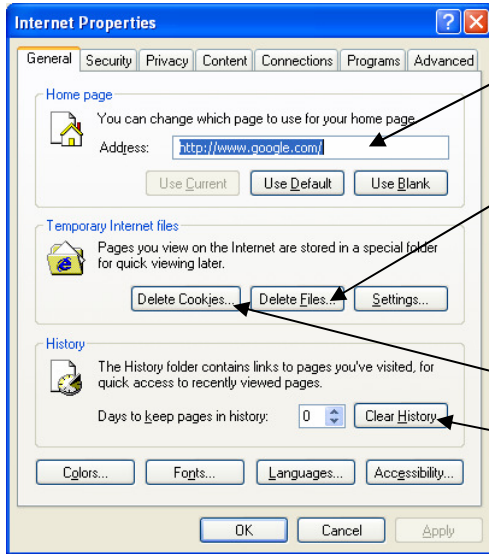 Internet Properties
General Security Privacy Content Connections Programs Advanced
Home page
You can change which page to use for your home page.
Address: http://www.google.com/
Use Current Use Default Use Blank
Temporary Internet files
Pages you view on the Internet are stored in a special folder
for quick viewing later.
Delete Cookies... Delete Files... Settings...
History
The History folder contains links to pages you've visited, for
quick access to recently viewed pages.
Days to keep pages in history: 0 Clear History
Colors... Fonts... Languages... Accessibility...
OK Cancel Apply